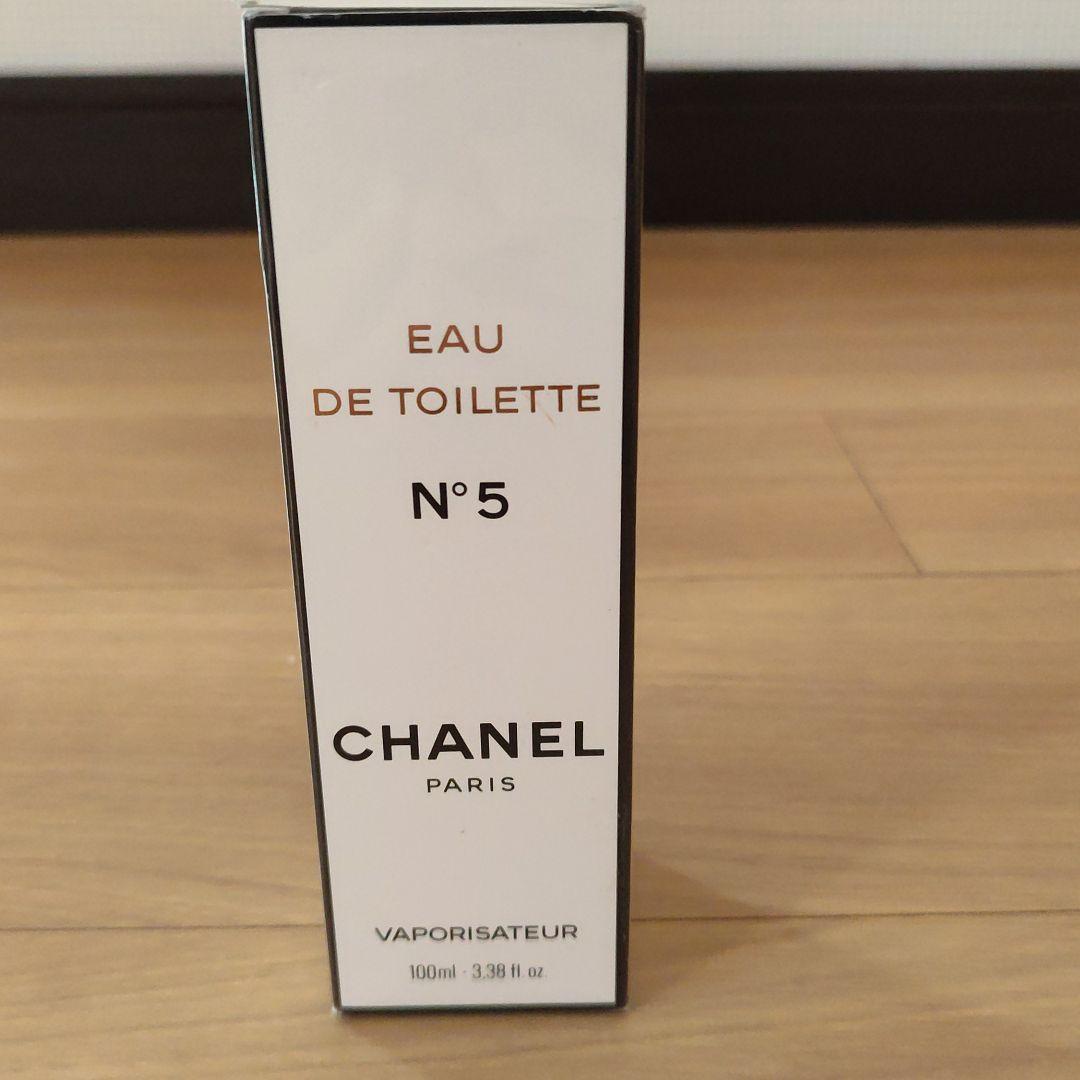 EAU
DE TOILETTE
N°5
CHANEL
PARIS
VAPORISATEUR
100ml - 3.38 fl. oz.